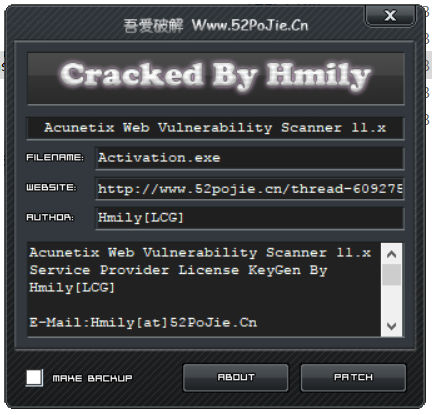 吾爱破解 Www.52PoJie.Cn
X
Cracked By Hmily
Acunetix Web Vulnerability Scanner 11.x
FILENAME: Activation.exe
WEBSITE: http://www.52pojie.cn/thread-609275
AUTHOR: Hmily[LCG]
Acunetix Web Vulnerability Scanner 11.x
Service Provider License KeyGen By
Hmily[LCG]
E-Mail:Hmily[at]52PoJie.Cn
MAKE BACKUP
ABOUT
PATCH